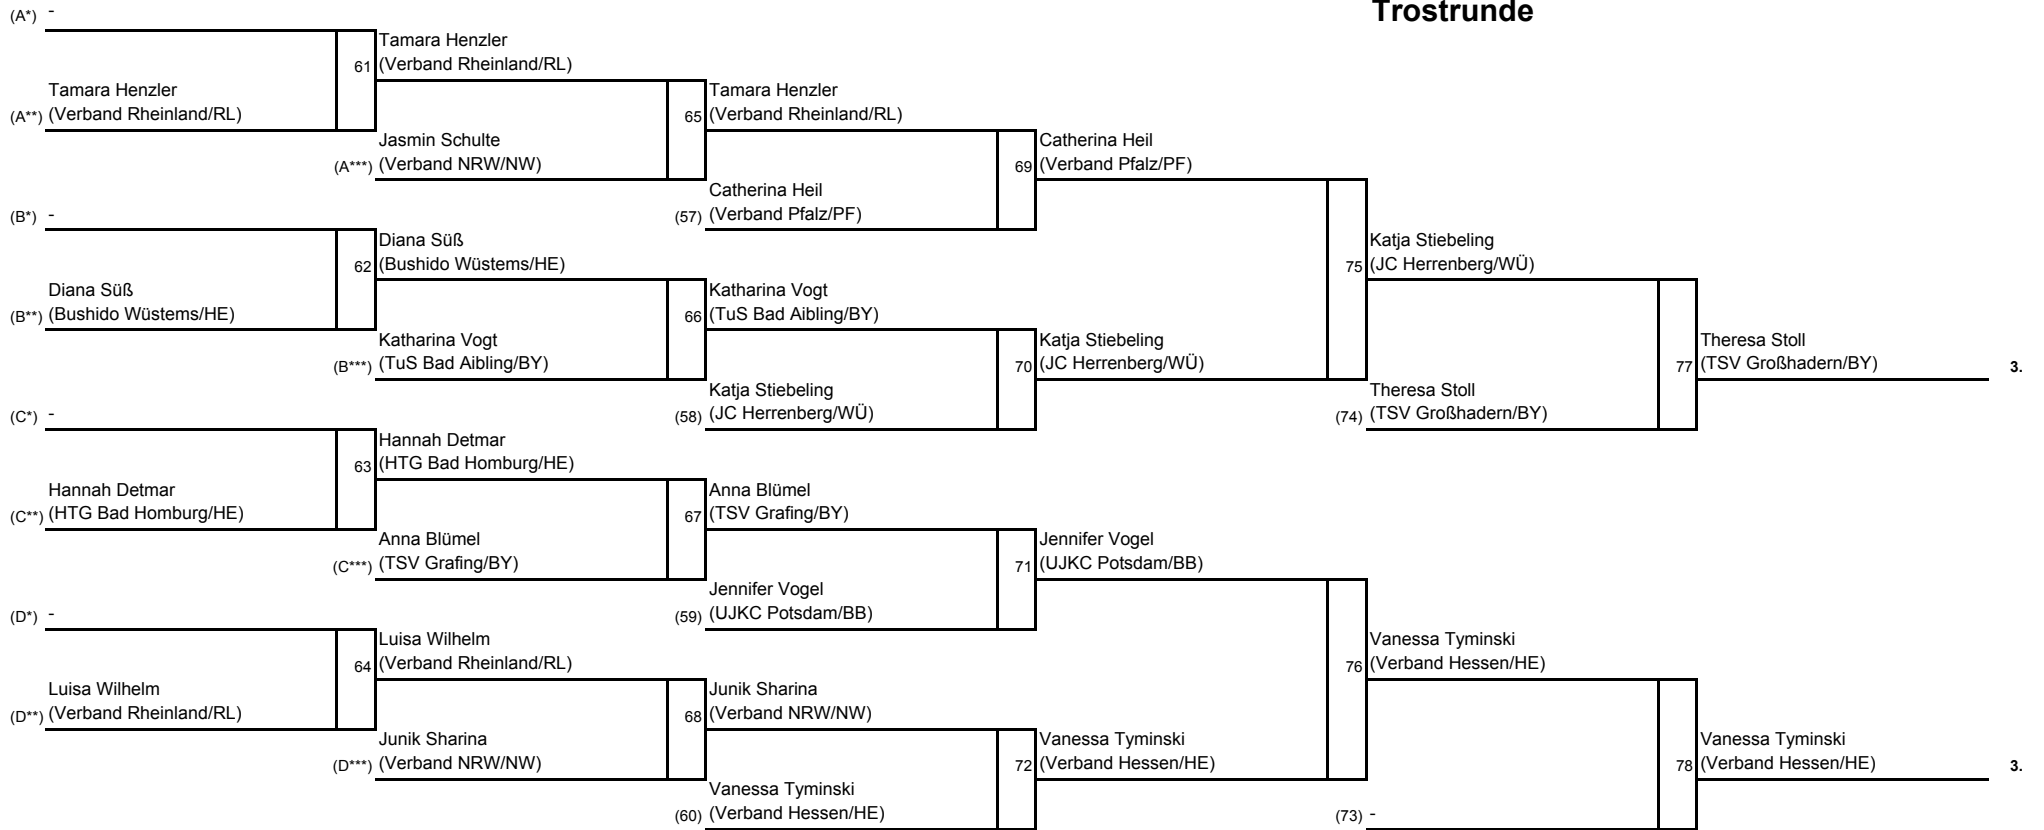 Trostrunde
(A*) -
Tamara Henzler
61 (Verband Rheinland/RL)
Tamara Henzler
(A**) (Verband Rheinland/RL)
Tamara Henzler
65 (Verband Rheinland/RL)
Jasmin Schulte
(A***) (Verband NRW/NW)
Catherina Heil
69 (Verband Pfalz/PF)
Catherina Heil
(57) (Verband Pfalz/PF)
(B*) -
Diana Süß
62 (Bushido Wüstems/HE)
Katja Stiebeling
75 (JC Herrenberg/WÜ)
Diana Süß
(B**) (Bushido Wüstems/HE)
Katharina Vogt
66 (TuS Bad Aibling/BY)
Katharina Vogt
(B***) (TuS Bad Aibling/BY)
Katja Stiebeling
70 (JC Herrenberg/WÜ)
Theresa Stoll
77 (TSV Großhadern/BY) 3.
Katja Stiebeling
(58) (JC Herrenberg/WÜ)
Theresa Stoll
(74) (TSV Großhadern/BY)
(C*) -
Hannah Detmar
63 (HTG Bad Homburg/HE)
Hannah Detmar
(C**) (HTG Bad Homburg/HE)
Anna Blümel
67 (TSV Grafing/BY)
Anna Blümel
(C***) (TSV Grafing/BY)
Jennifer Vogel
71 (UJKC Potsdam/BB)
Jennifer Vogel
(59) (UJKC Potsdam/BB)
(D*) -
Luisa Wilhelm
64 (Verband Rheinland/RL)
Vanessa Tyminski
76 (Verband Hessen/HE)
Luisa Wilhelm
(D**) (Verband Rheinland/RL)
Junik Sharina
68 (Verband NRW/NW)
Junik Sharina
(D***) (Verband NRW/NW)
Vanessa Tyminski
72 (Verband Hessen/HE)
Vanessa Tyminski
78 (Verband Hessen/HE) 3.
Vanessa Tyminski
(60) (Verband Hessen/HE)
(73) -